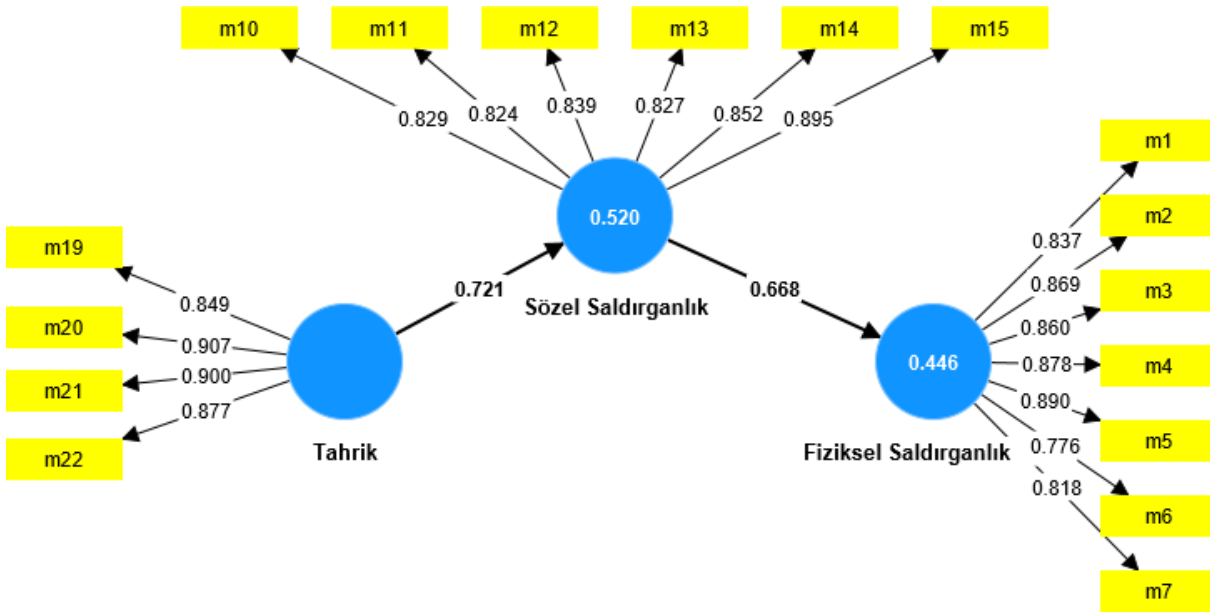 m10
m11
m12
m13
m14
m15
0.829
0.824
0.839
0.827
0.852
0.895
m19
m20
m21
m22
0.849
0.907
0.900
0.877
Tahrik
0.721
0.520
Sözel Saldırganlık
0.668
0.446
Fiziksel Saldırganlık
0.837
0.869
0.860
0.878
0.890
0.776
0.818
m1
m2
m3
m4
m5
m6
m7